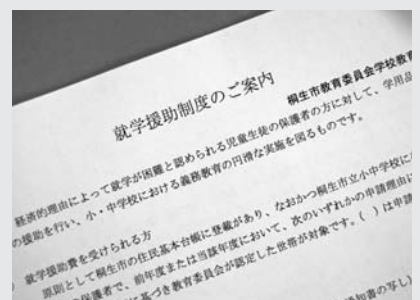 就学援助制度のご案内
桐生市教育委員会学校教育
経済的理由によって就学が困難と認められる児童生徒の保護者の方に対して、学用品
の援助を行い、小・中学校における義務教育の円滑な実施を図るものです。
就学援助費を受けられる方
原則として桐生市の住民基本台帳に登載があり、なおかつ桐生市立小中学校に
の保護者で、前年度または当該年度において、次のいずれかの申請理由に
に基づき教育委員会が認定した世帯が対象です。( )は申請
知書の写し